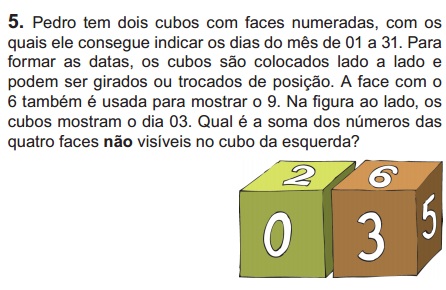 5. Pedro tem dois cubos com faces numeradas, com os
quais ele consegue indicar os dias do mês de 01 a 31. Para
formar as datas, os cubos são colocados lado a lado e
podem ser girados ou trocados de posição. A face com o
6 também é usada para mostrar o 9. Na figura ao lado, os
cubos mostram o dia 03. Qual é a soma dos números das
quatro faces não visíveis no cubo da esquerda?
2 6
0 3 5